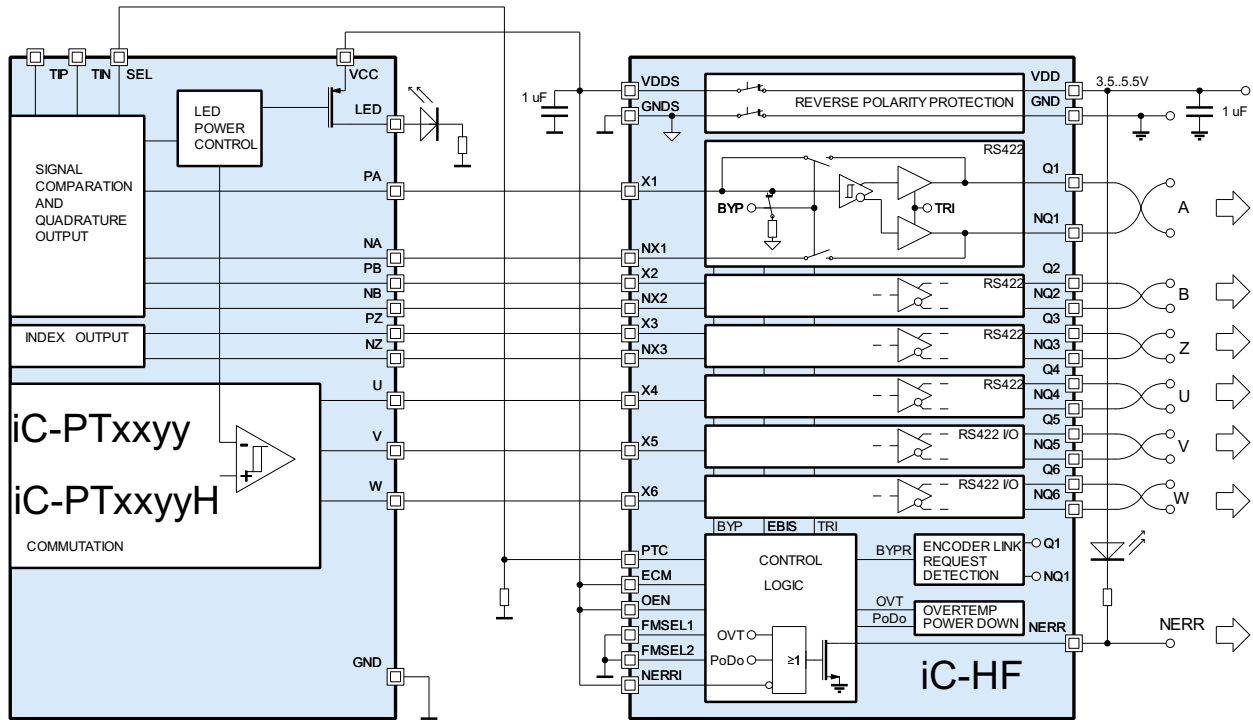 TIP
TIN
SEL
VCC
LED
LED
POWER
CONTROL
SIGNAL
COMPARATION
AND
QUADRATURE
OUTPUT
PA
NA
PB
NB
PZ
NZ
INDEX OUTPUT
U
V
W
iC-PTxxyy
iC-PTxxyyH
-
+
COMMUTATION
GND
1 uF
VDDS
GNDS
X1
NX1
X2
NX2
X3
NX3
X4
X5
X6
PTC
ECM
OEN
FMSEL1
FMSEL2
NERRI
REVERSE POLARITY PROTECTION
RS422
BYP
TRI
RS422
RS422
RS422
RS422 I/O
RS422 I/O
BYP
EBIS
TRI
CONTROL
LOGIC
OVT
PoDo
≥1
BYPR
ENCODER LINK
REQUEST
DETECTION
Q1
NQ1
OVT
PoDo
OVERTEMP
POWER DOWN
iC-HF
VDD
GND
Q1
NQ1
Q2
NQ2
Q3
NQ3
Q4
NQ4
Q5
NQ5
Q6
NQ6
NERR
3.5..5.5V
1 uF
A
B
Z
U
V
W
NERR